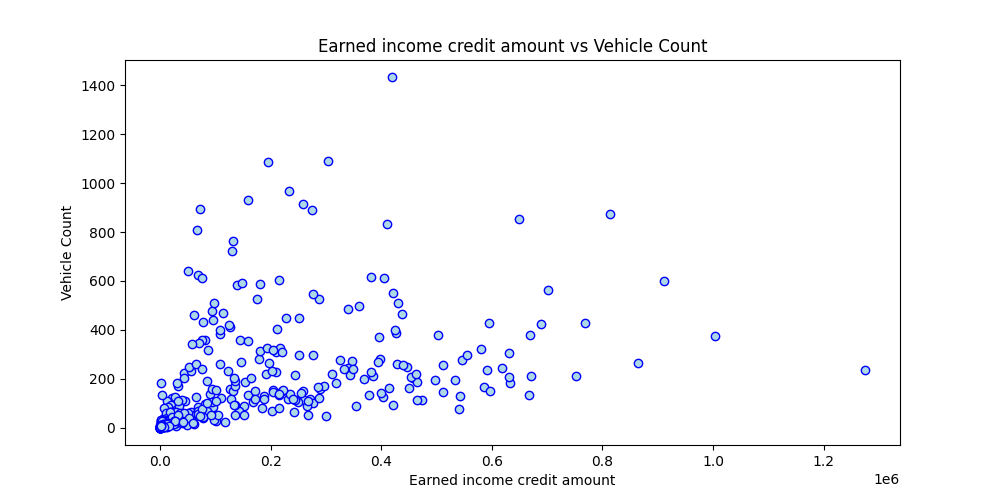 Earned income credit amount vs Vehicle Count
1400
1200
1000
800
600
400
200
0
Vehicle Count
0.0 0.2 0.4 0.6 0.8 1.0 1.2
1e6
Earned income credit amount